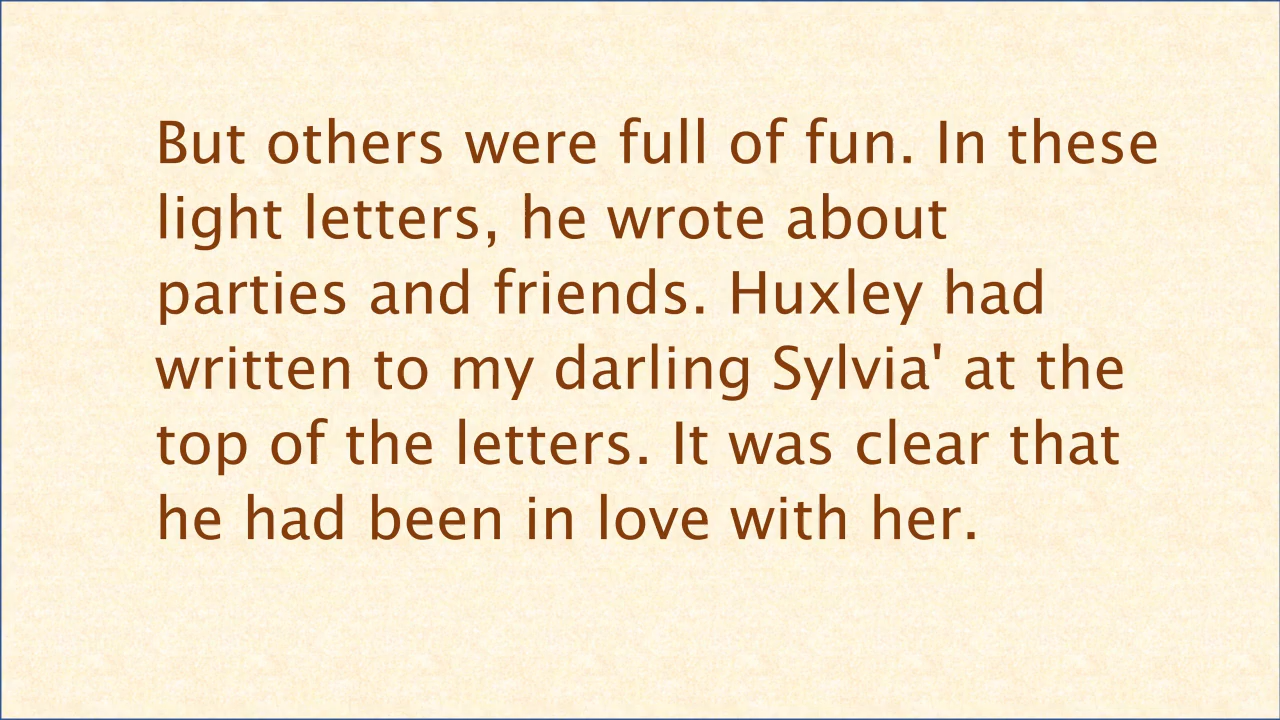 But others were full of fun. In these
light letters, he wrote about
parties and friends. Huxley had
written to my darling Sylvia' at the
top of the letters. It was clear that
he had been in love with her.